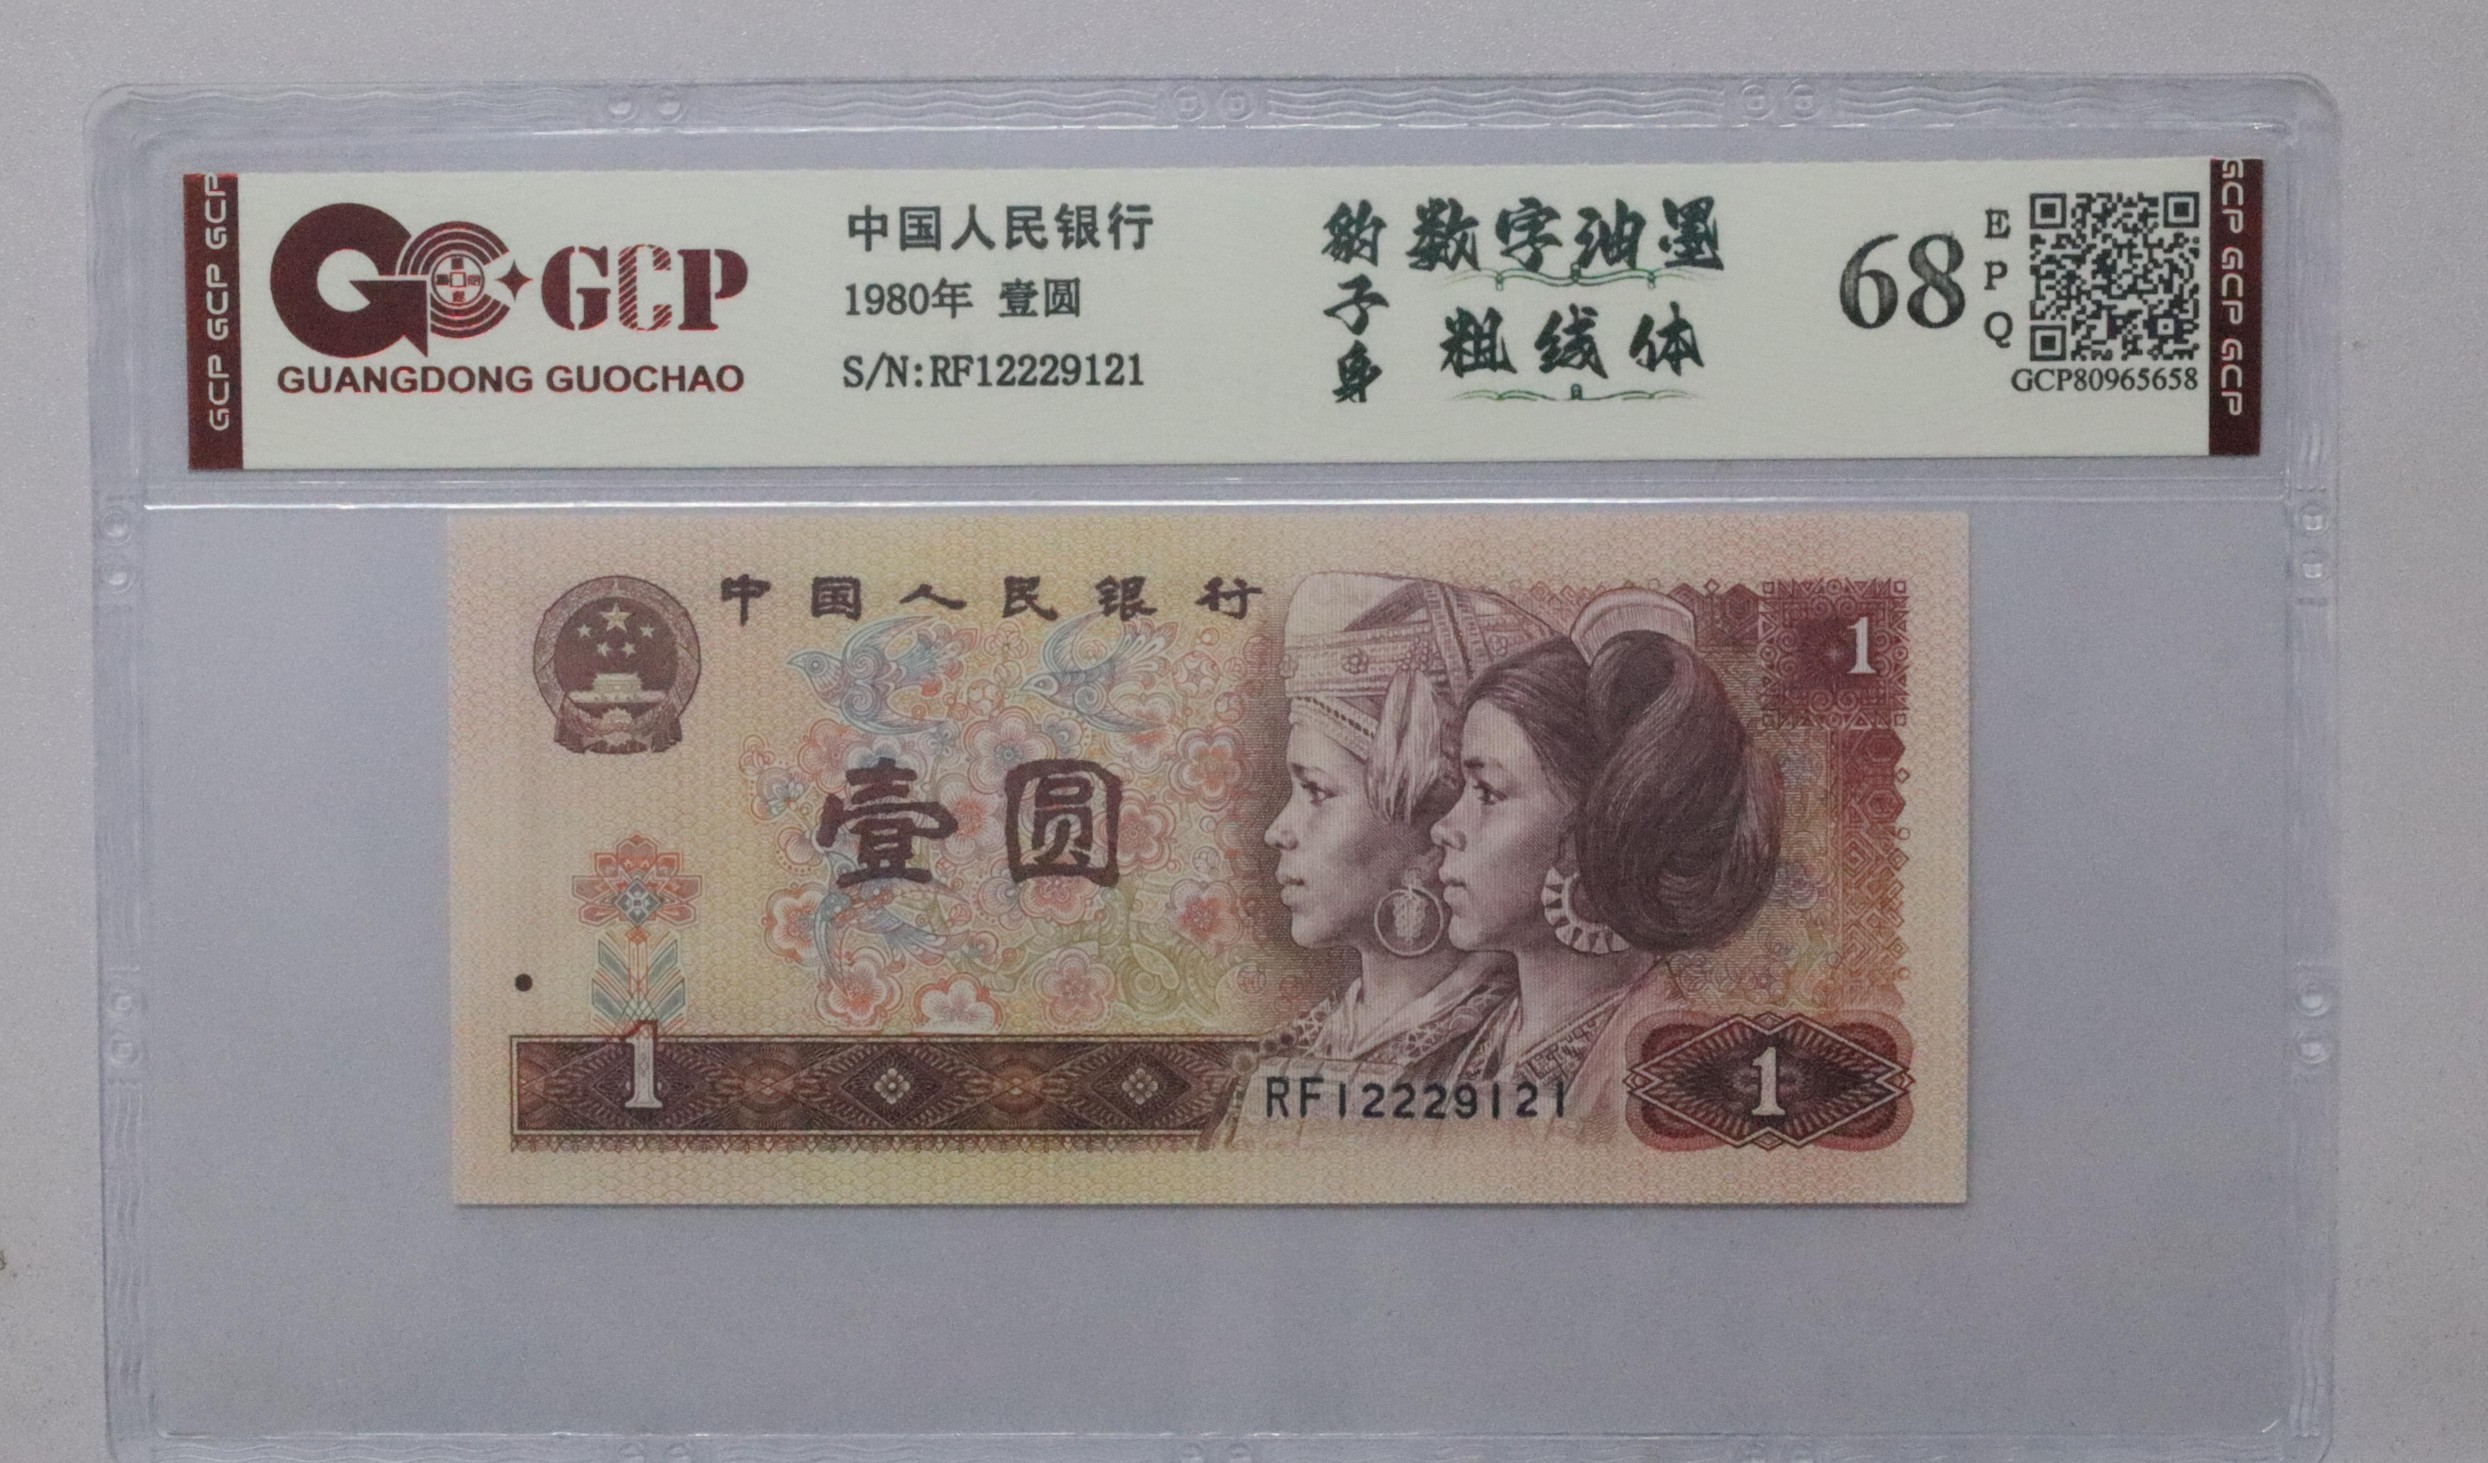 GCP GCP GCP
GCP
GUANGDONG GUOCHAO
中国人民银行
1980年 壹圆
S/N:RF12229121
豹子号
数字油墨
粗线体
68
EPQ
GCP80965658
GCP GCP GCP
中国人民银行
1
壹圆
1
RF12229121
1